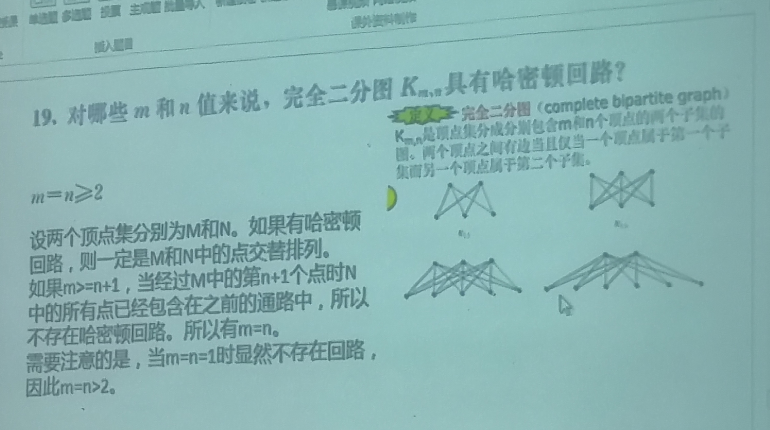 单选题 多选题 投票 主观题 批量导入
插入题目
课外资料制作
19. 对哪些 m 和 n 值来说，完全二分图 Km,n 具有哈密顿回路？
定义 完全二分图（complete bipartite graph）
Km,n是顶点集分成分别包含m和n个顶点的两个子集的
图。两个顶点之间有边当且仅当一个顶点属于第一个子
集而另一个顶点属于第二个子集。
m＝n⩾2
设两个顶点集分别为M和N。如果有哈密顿
回路，则一定是M和N中的点交替排列。
如果m>=n+1，当经过M中的第n+1个点时N
中的所有点已经包含在之前的通路中，所以
不存在哈密顿回路。所以有m=n。
需要注意的是，当m=n=1时显然不存在回路，
因此m=n>2。